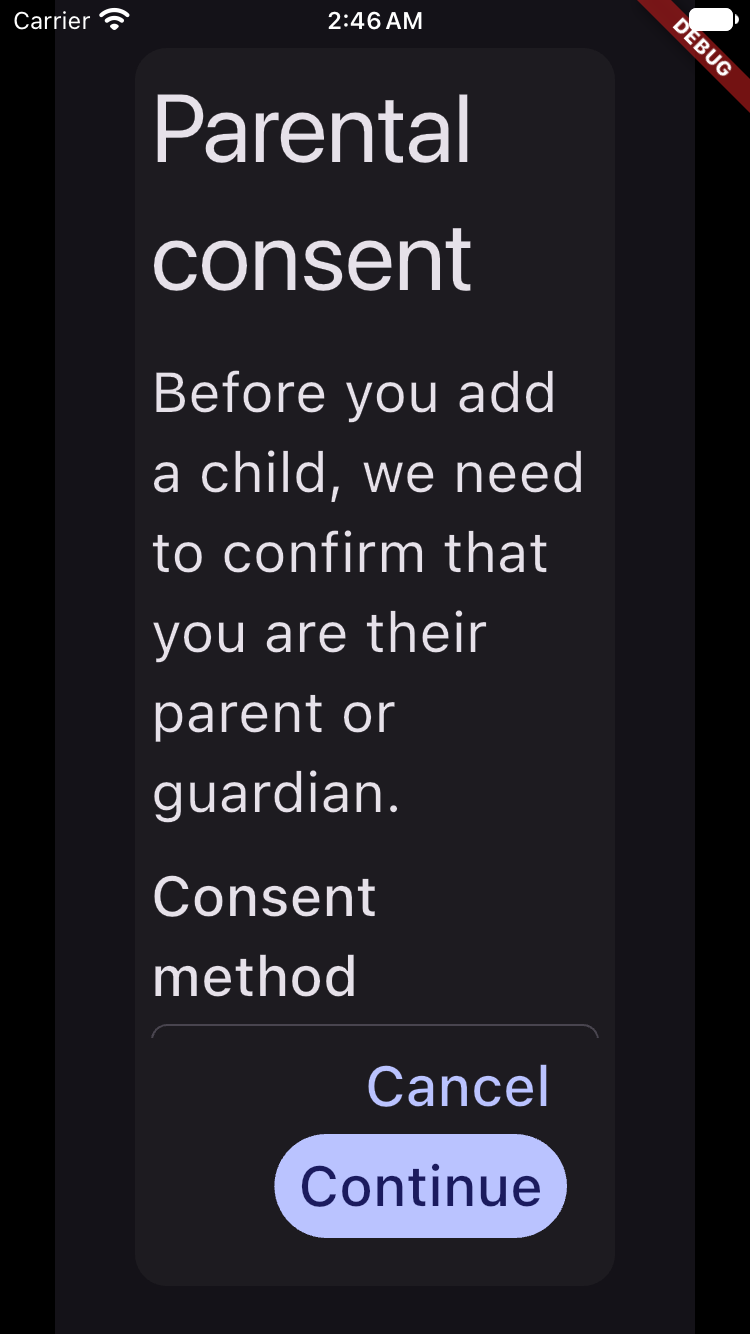 Carrier 2:46 AM
DEBUG
Parental
consent
Before you add
a child, we need
to confirm that
you are their
parent or
guardian.
Consent
method
Cancel
Continue